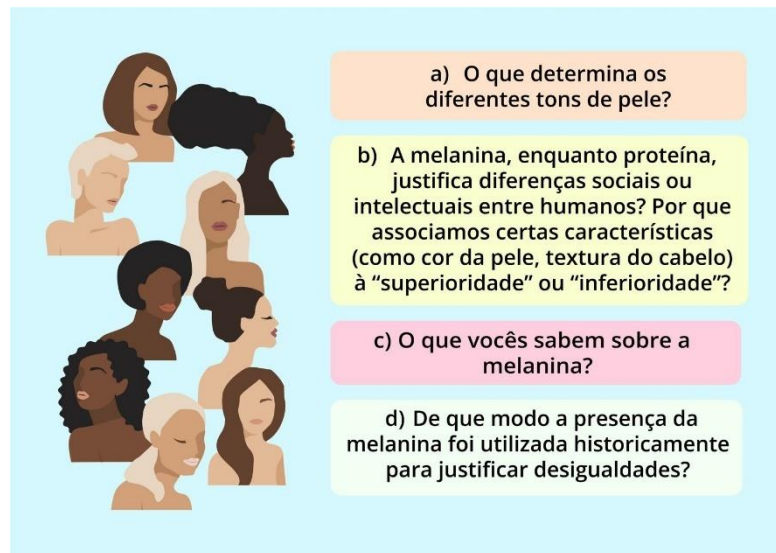 a) O que determina os
diferentes tons de pele?
b) A melanina, enquanto proteína,
justifica diferenças sociais ou
intelectuais entre humanos? Por que
associamos certas características
(como cor da pele, textura do cabelo)
à “superioridade” ou “inferioridade”?
c) O que vocês sabem sobre a
melanina?
d) De que modo a presença da
melanina foi utilizada historicamente
para justificar desigualdades?